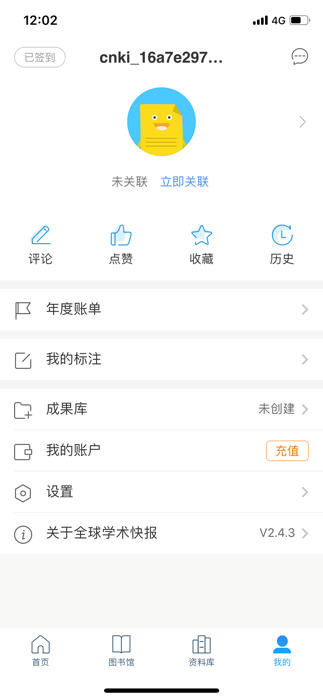 12:02
4G
已签到
cnki_16a7e297...
未关联 立即关联
评论 点赞 收藏 历史
年度账单
我的标注
成果库 未创建
我的账户 充值
设置
关于全球学术快报 V2.4.3
首页 图书馆 资料库 我的